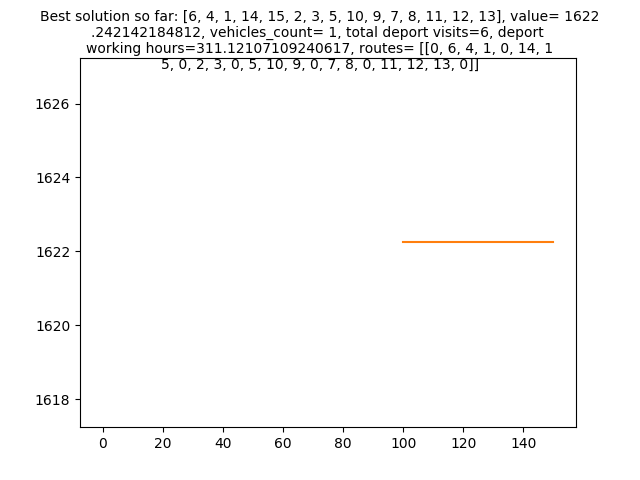 Best solution so far: [6, 4, 1, 14, 15, 2, 3, 5, 10, 9, 7, 8, 11, 12, 13], value= 1622
.242142184812, vehicles_count= 1, total deport visits=6, deport
working hours=311.12107109240617, routes= [[0, 6, 4, 1, 0, 14, 1
5, 0, 2, 3, 0, 5, 10, 9, 0, 7, 8, 0, 11, 12, 13, 0]]
1626
1624
1622
1620
1618
0 20 40 60 80 100 120 140